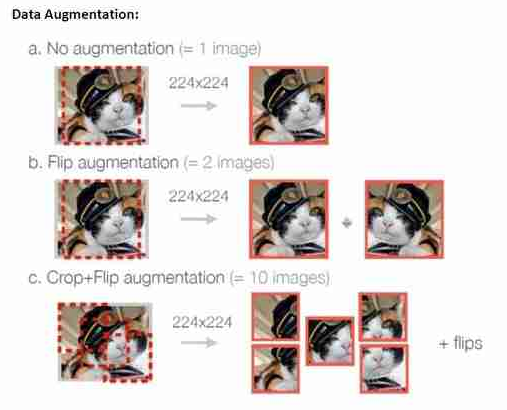 Data Augmentation:
a. No augmentation (= 1 image)
224x224
b. Flip augmentation (= 2 images)
224x224
+
c. Crop+Flip augmentation (= 10 images)
224x224
+ flips